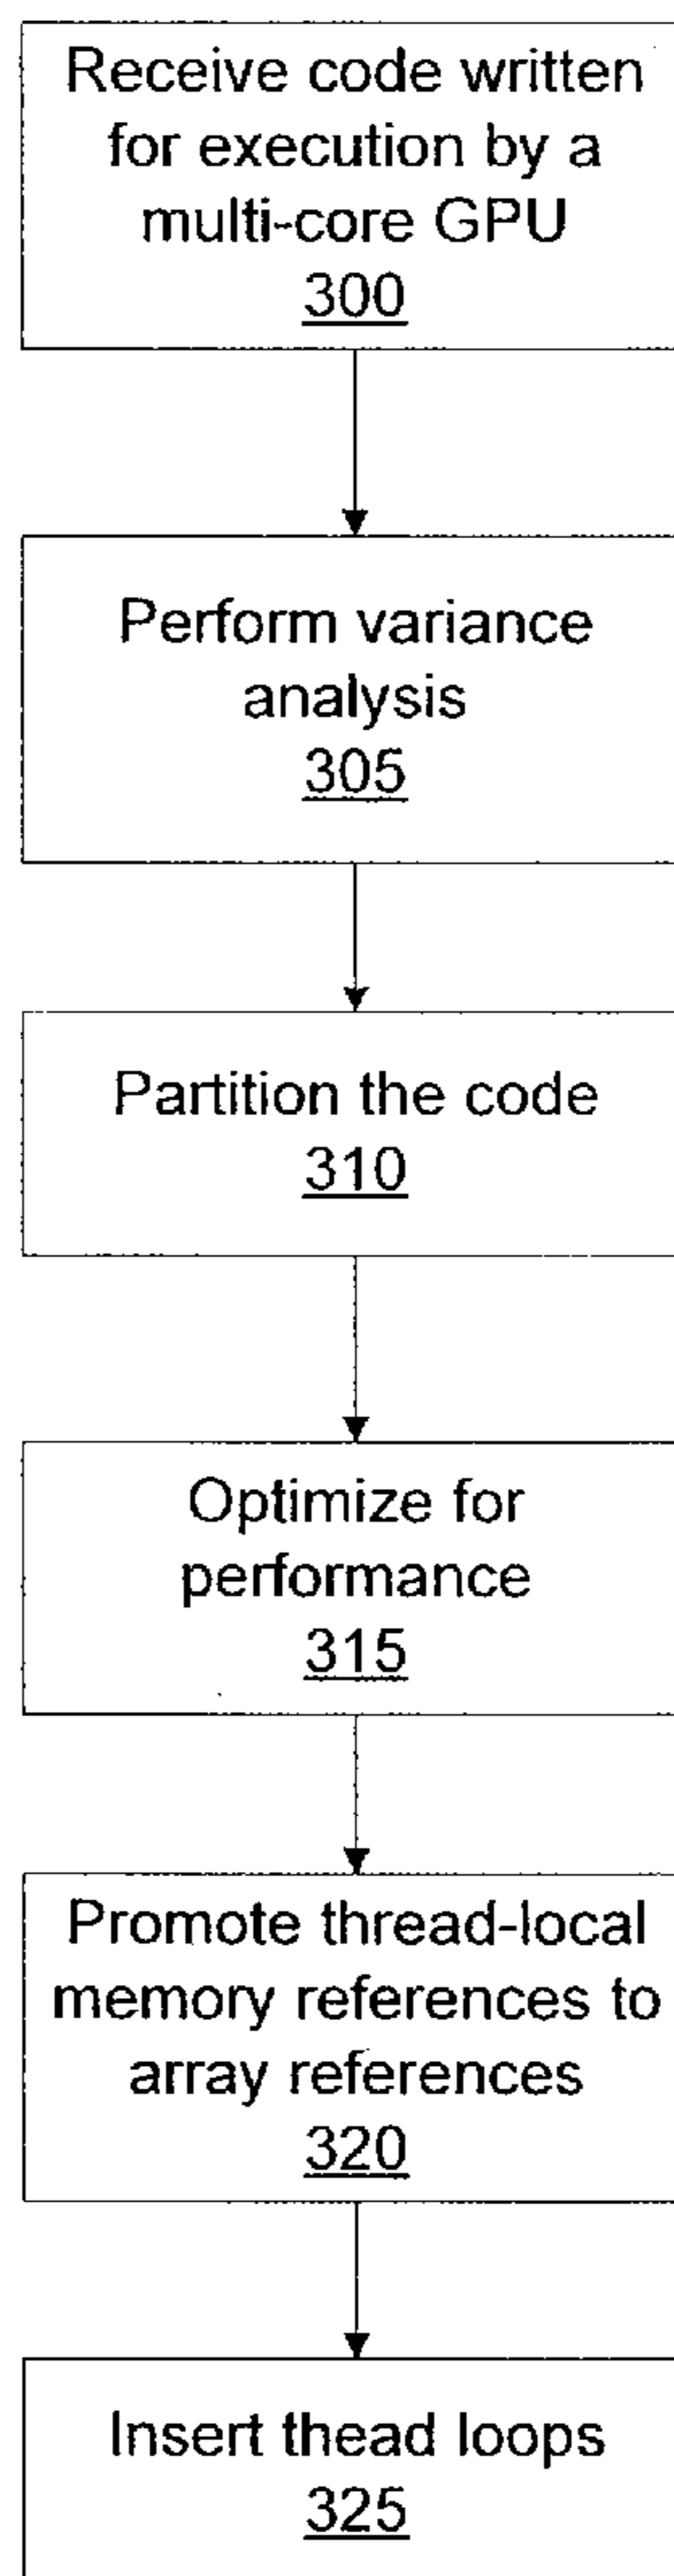 Receive code written
for execution by a
multi-core GPU
300
Perform variance
analysis
305
Partition the code
310
Optimize for
performance
315
Promote thread-local
memory references to
array references
320
Insert thead loops
325